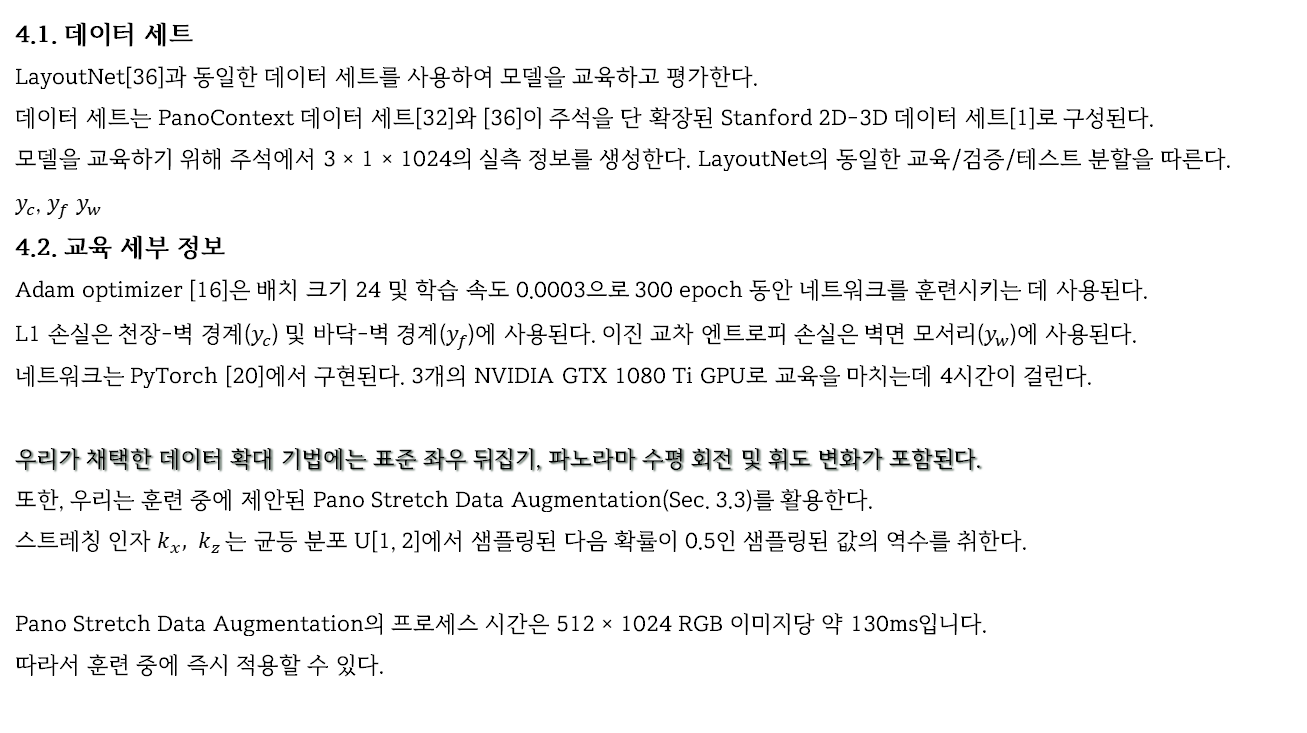 4.1. 데이터 세트
LayoutNet[36]과 동일한 데이터 세트를 사용하여 모델을 교육하고 평가한다.
데이터 세트는 PanoContext 데이터 세트[32]와 [36]이 주석을 단 확장된 Stanford 2D-3D 데이터 세트[1]로 구성된다.
모델을 교육하기 위해 주석에서 3 × 1 × 1024의 실측 정보를 생성한다. LayoutNet의 동일한 교육/검증/테스트 분할을 따른다.
y_c, y_f y_w
4.2. 교육 세부 정보
Adam optimizer [16]은 배치 크기 24 및 학습 속도 0.0003으로 300 epoch 동안 네트워크를 훈련시키는 데 사용된다.
L1 손실은 천장-벽 경계(y_c) 및 바닥-벽 경계(y_f)에 사용된다. 이진 교차 엔트로피 손실은 벽면 모서리(y_w)에 사용된다.
네트워크는 PyTorch [20]에서 구현된다. 3개의 NVIDIA GTX 1080 Ti GPU로 교육을 마치는데 4시간이 걸린다.
우리가 채택한 데이터 확대 기법에는 표준 좌우 뒤집기, 파노라마 수평 회전 및 휘도 변화가 포함된다.
또한, 우리는 훈련 중에 제안된 Pano Stretch Data Augmentation(Sec. 3.3)를 활용한다.
스트레칭 인자 k_x, k_z는 균등 분포 U[1, 2]에서 샘플링된 다음 확률이 0.5인 샘플링된 값의 역수를 취한다.
Pano Stretch Data Augmentation의 프로세스 시간은 512 × 1024 RGB 이미지당 약 130ms입니다.
따라서 훈련 중에 즉시 적용할 수 있다.